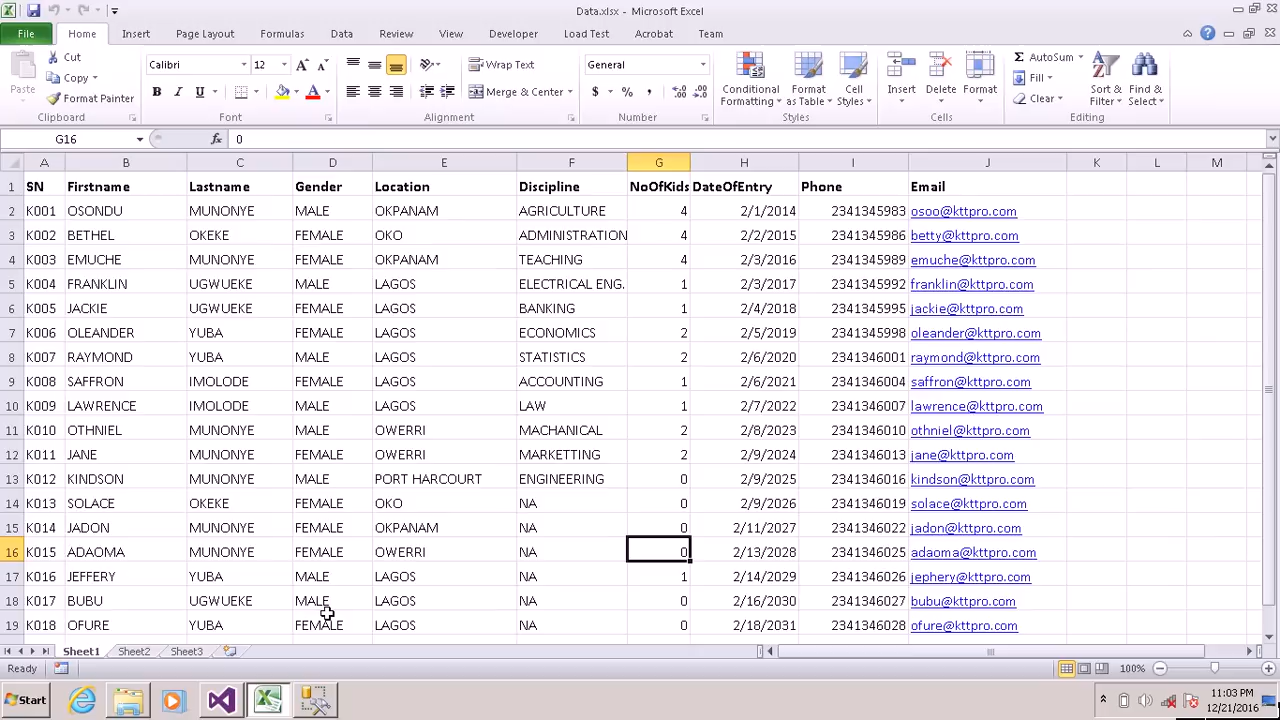 Data.xlsx - Microsoft Excel
File Home Insert Page Layout Formulas Data Review View Developer Load Test Acrobat Team
Paste Cut Copy Format Painter Clipboard
Calibri 12 B I U A Font
Wrap Text Merge & Center Alignment
General $ % , Number
Conditional Formatting Format as Table Cell Styles Styles
Insert Delete Format Cells
Σ AutoSum Fill Clear Sort & Filter Find & Select Editing
G16 fx 0
A B C D E F G H I J K L M
1 SN Firstname Lastname Gender Location Discipline NoOfKids DateOfEntry Phone Email
2 K001 OSONDU MUNONYE MALE OKPANAM AGRICULTURE 4 2/1/2014 2341345983 osoo@kttpro.com
3 K002 BETHEL OKEKE FEMALE OKO ADMINISTRATION 4 2/2/2015 2341345986 betty@kttpro.com
4 K003 EMUCHE MUNONYE FEMALE OKPANAM TEACHING 4 2/3/2016 2341345989 emuche@kttpro.com
5 K004 FRANKLIN UGWUEKE MALE LAGOS ELECTRICAL ENG. 1 2/3/2017 2341345992 franklin@kttpro.com
6 K005 JACKIE UGWUEKE FEMALE LAGOS BANKING 1 2/4/2018 2341345995 jackie@kttpro.com
7 K006 OLEANDER YUBA FEMALE LAGOS ECONOMICS 2 2/5/2019 2341345998 oleander@kttpro.com
8 K007 RAYMOND YUBA MALE LAGOS STATISTICS 2 2/6/2020 2341346001 raymond@kttpro.com
9 K008 SAFFRON IMOLODE FEMALE LAGOS ACCOUNTING 1 2/6/2021 2341346004 saffron@kttpro.com
10 K009 LAWRENCE IMOLODE MALE LAGOS LAW 1 2/7/2022 2341346007 lawrence@kttpro.com
11 K010 OTHNIEL MUNONYE MALE OWERRI MACHANICAL 2 2/8/2023 2341346010 othniel@kttpro.com
12 K011 JANE MUNONYE FEMALE OWERRI MARKETTING 2 2/9/2024 2341346013 jane@kttpro.com
13 K012 KINDSON MUNONYE MALE PORT HARCOURT ENGINEERING 0 2/9/2025 2341346016 kindson@kttpro.com
14 K013 SOLACE OKEKE FEMALE OKO NA 0 2/9/2026 2341346019 solace@kttpro.com
15 K014 JADON MUNONYE FEMALE OKPANAM NA 0 2/11/2027 2341346022 jadon@kttpro.com
16 K015 ADAOMA MUNONYE FEMALE OWERRI NA 0 2/13/2028 2341346025 adaoma@kttpro.com
17 K016 JEFFERY YUBA MALE LAGOS NA 1 2/14/2029 2341346026 jephery@kttpro.com
18 K017 BUBU UGWUEKE MALE LAGOS NA 0 2/16/2030 2341346027 bubu@kttpro.com
19 K018 OFURE YUBA FEMALE LAGOS NA 0 2/18/2031 2341346028 ofure@kttpro.com
Sheet1 Sheet2 Sheet3
Ready 100%
Start 11:03 PM
12/21/2016